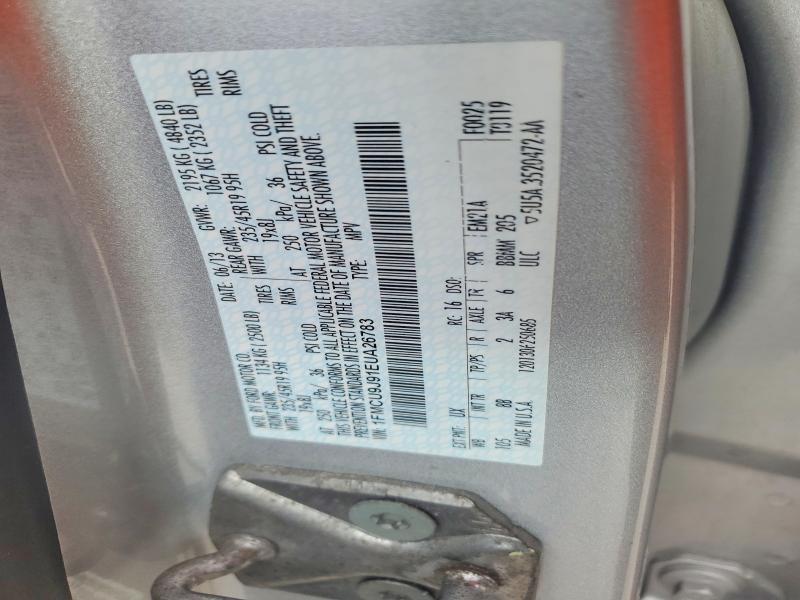 MFD. BY FORD MOTOR CO.
DATE: 06/13 GVWR: 2195 KG ( 4840 LB)
FRONT GAWR: 1134 KG ( 2500 LB) REAR GAWR: 1067 KG ( 2352 LB)
WITH 235/45R19 95H TIRES WITH 235/45R19 95H TIRES
19x8J RIMS 19x8J RIMS
AT 250 kPa/ 36 PSI COLD AT 250 kPa/ 36 PSI COLD
THIS VEHICLE CONFORMS TO ALL APPLICABLE FEDERAL MOTOR VEHICLE SAFETY AND THEFT
PREVENTION STANDARDS IN EFFECT ON THE DATE OF MANUFACTURE SHOWN ABOVE.
VIN: 1FMCU9J91EUA26783 TYPE: MPV
F0025
T3119
EXT PNT: UX RC: 16 DSO:
WB INT TR TP/PS R AXLE TR SPR EM21A
105 88 2 3A 6 BBMMK 205
MADE IN U.S.A. ULC
▽5U5A 3520472-AA